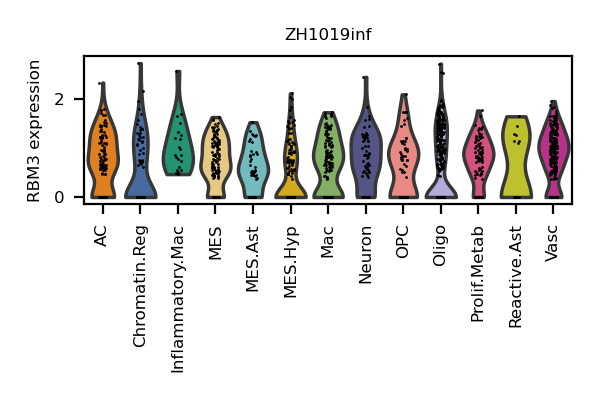 ZH1019inf
RBM3 expression
2
0
AC
Chromatin.Reg
Inflammatory.Mac
MES
MES.Ast
MES.Hyp
Mac
Neuron
OPC
Oligo
Prolif.Metab
Reactive.Ast
Vasc